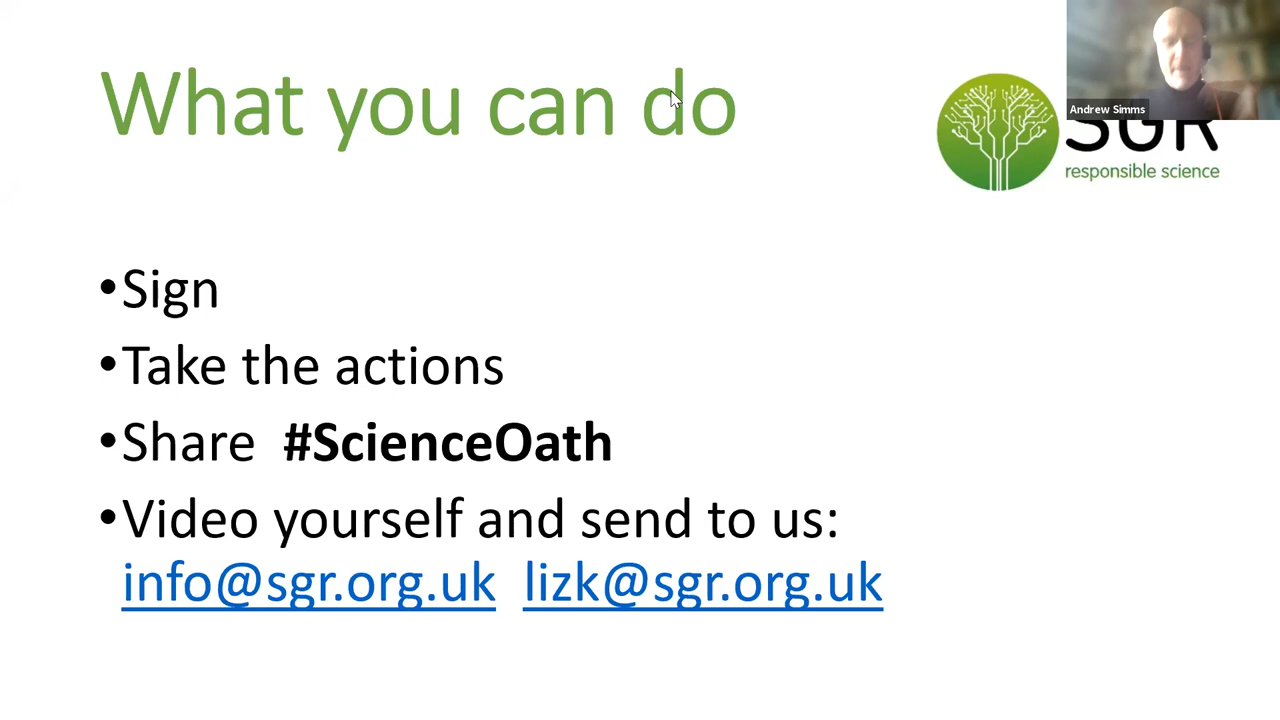 What you can do
Andrew Simms
SGR
responsible science
•Sign
•Take the actions
•Share #ScienceOath
•Video yourself and send to us:
info@sgr.org.uk lizk@sgr.org.uk